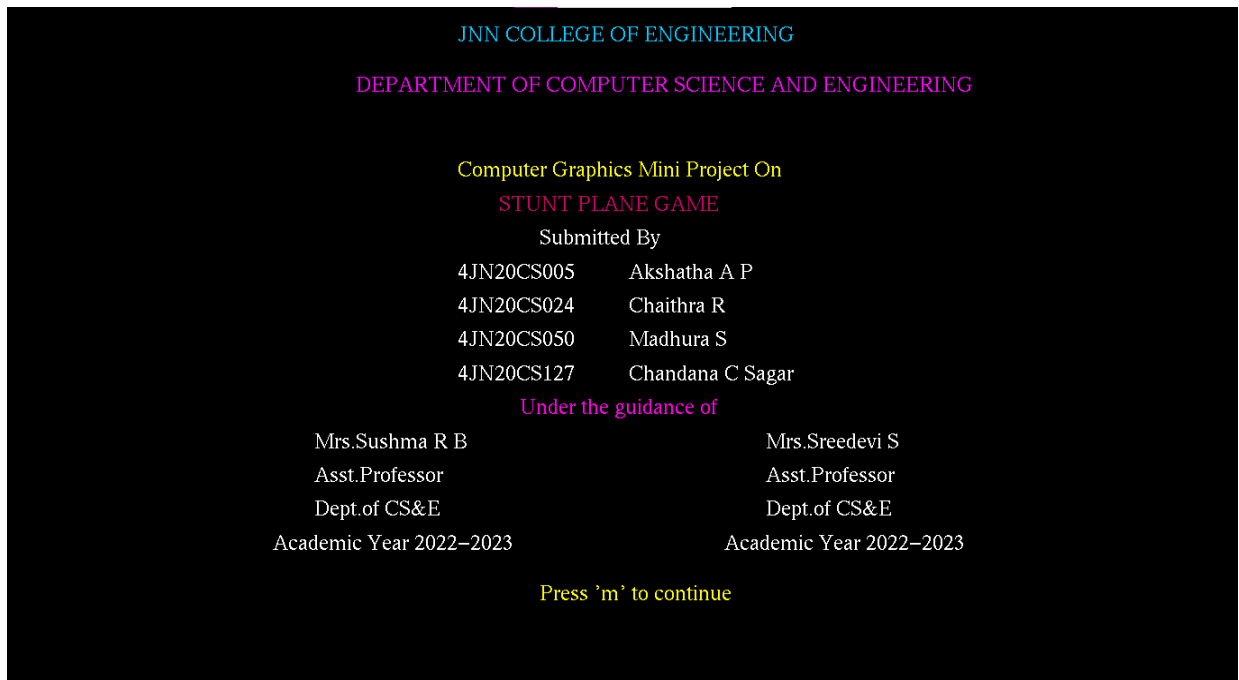 JNN COLLEGE OF ENGINEERING
DEPARTMENT OF COMPUTER SCIENCE AND ENGINEERING
Computer Graphics Mini Project On
STUNT PLANE GAME
Submitted By
4JN20CS005 Akshatha A P
4JN20CS024 Chaithra R
4JN20CS050 Madhura S
4JN20CS127 Chandana C Sagar
Under the guidance of
Mrs.Sushma R B Mrs.Sreedevi S
Asst.Professor Asst.Professor
Dept.of CS&E Dept.of CS&E
Academic Year 2022−2023 Academic Year 2022−2023
Press ’m’ to continue